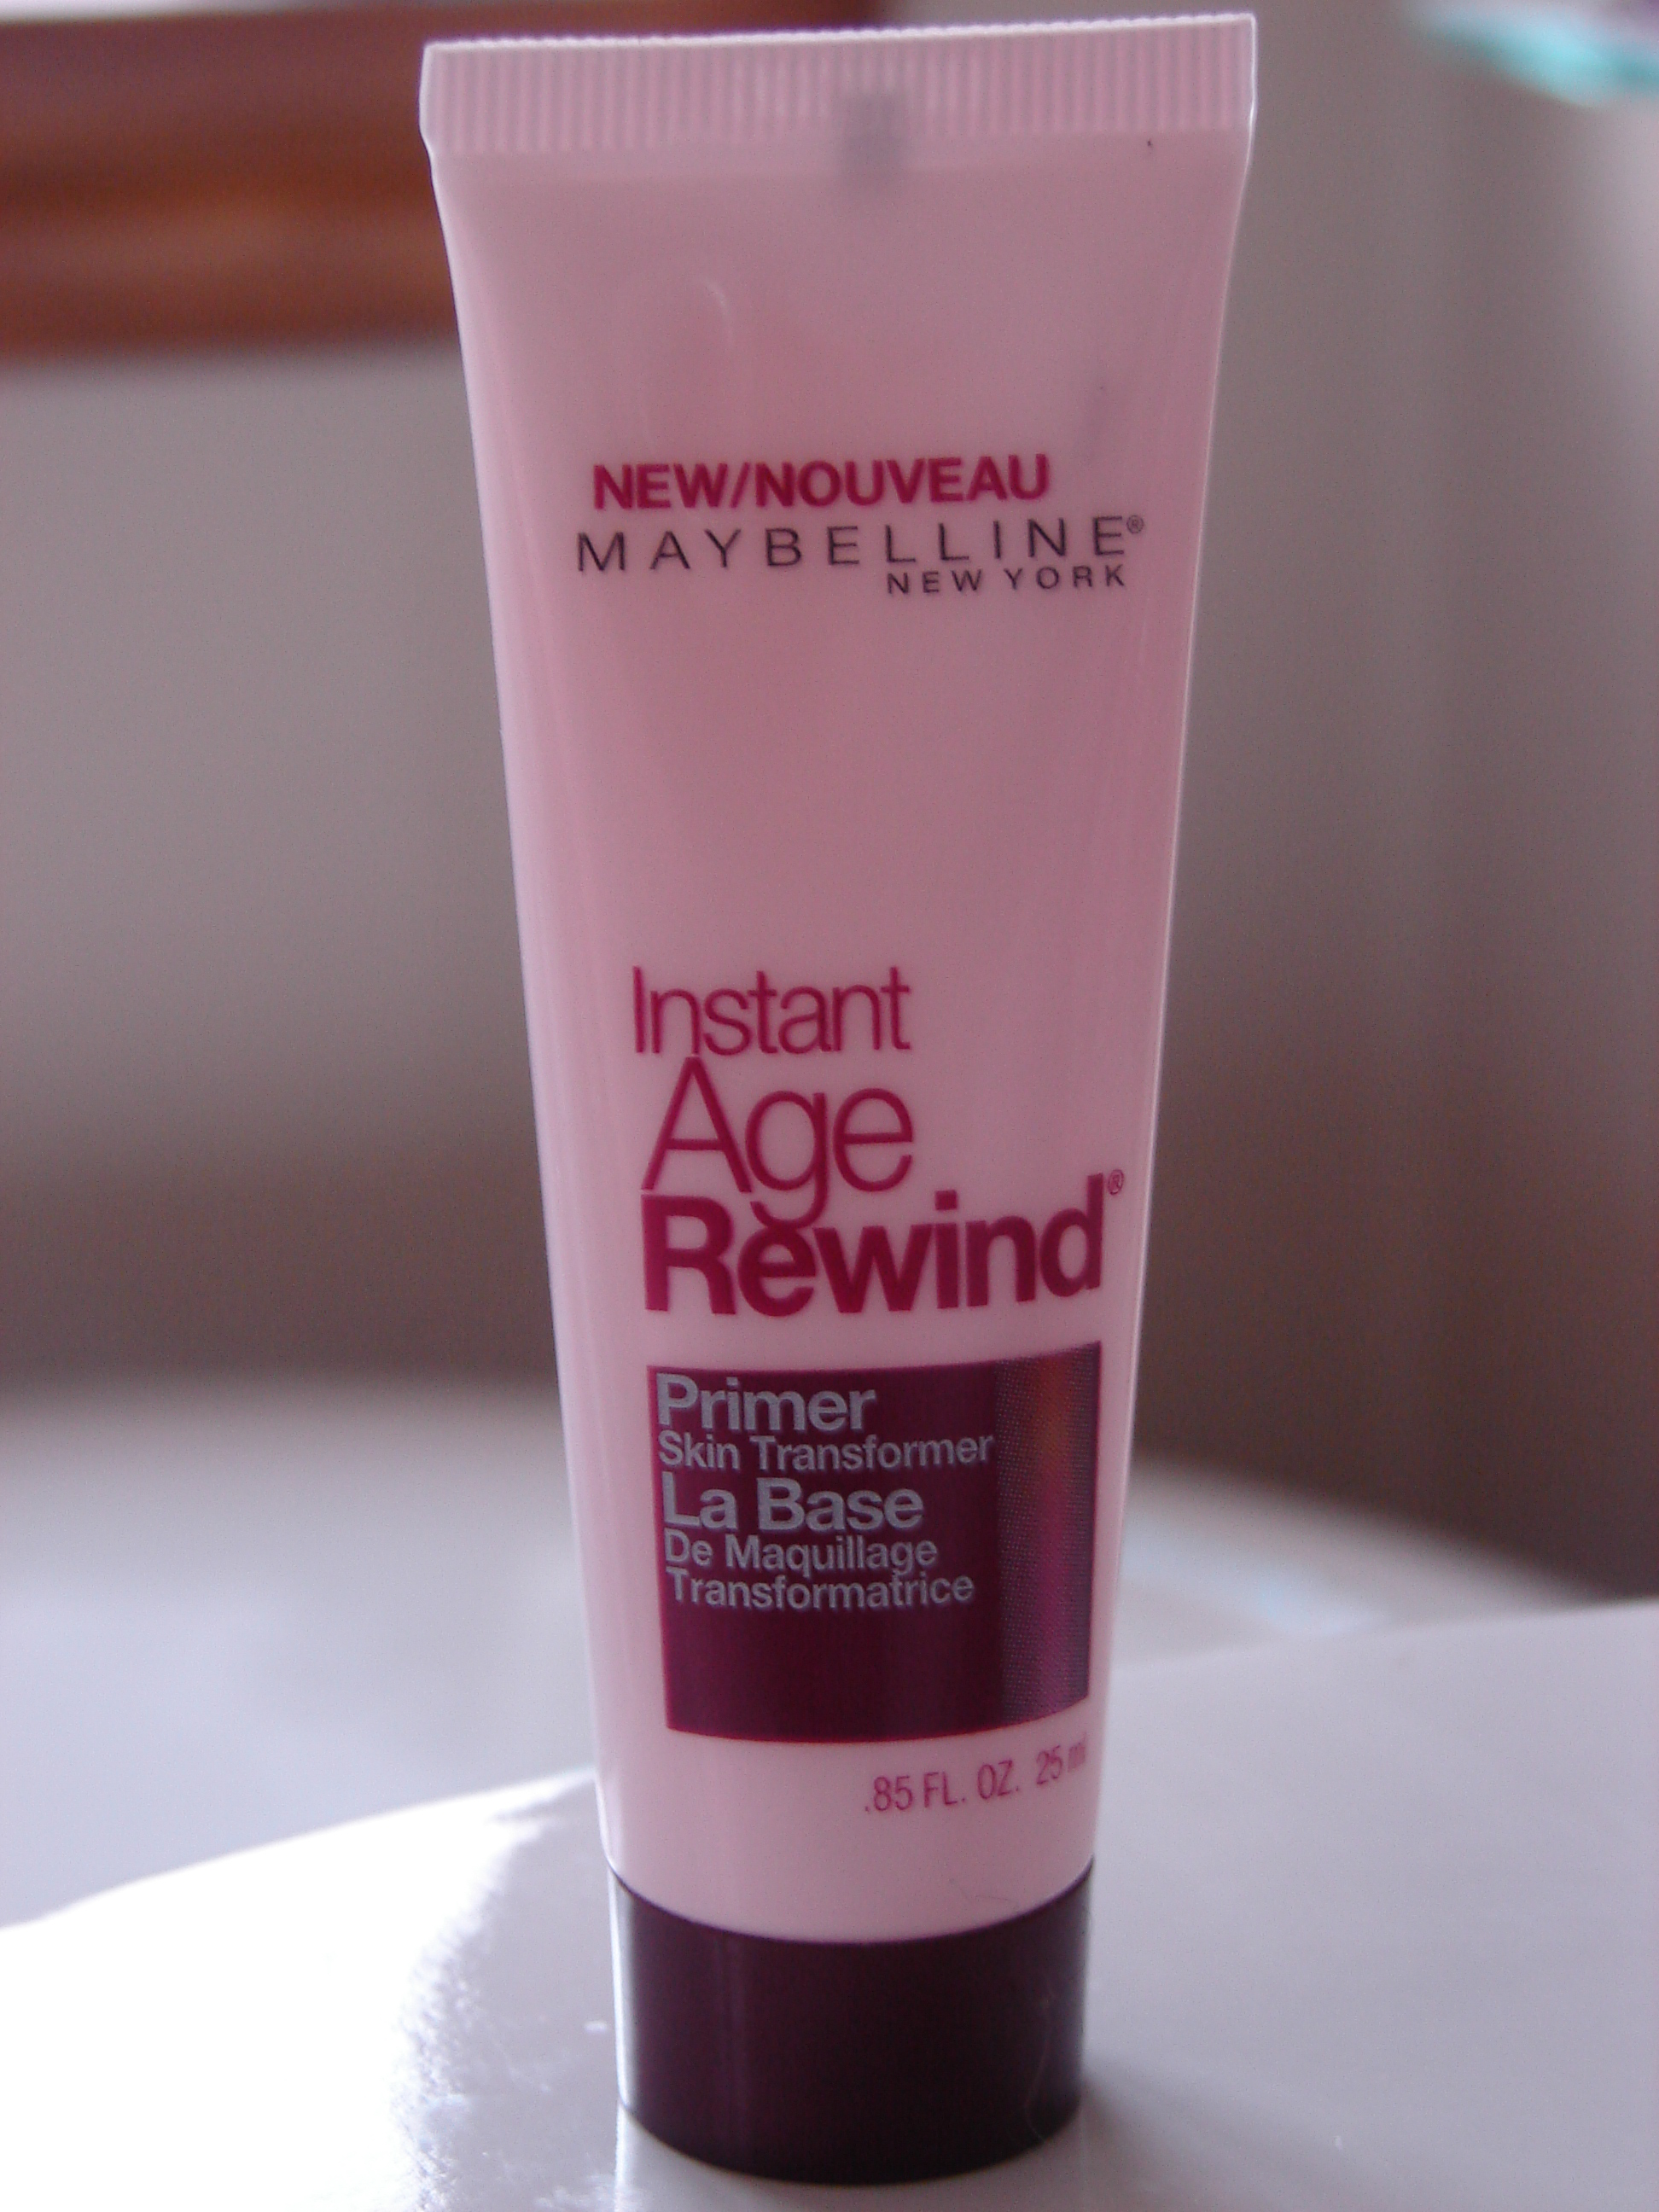 NEW/NOUVEAU
MAYBELLINE®
NEW YORK
Instant
Age
Rewind®
Primer
Skin Transformer
La Base
De Maquillage
Transformatrice
.85 FL. OZ. 25 ml